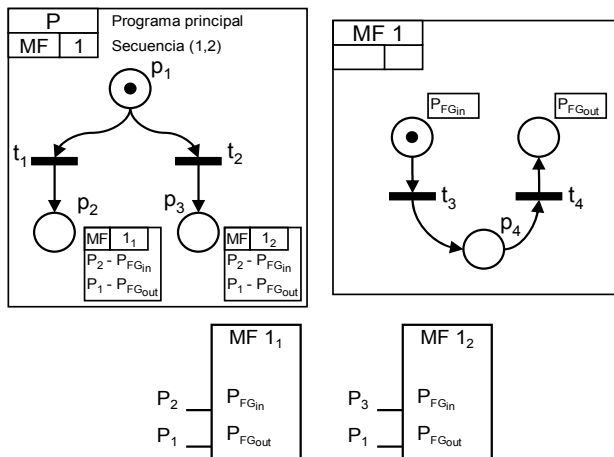 P Programa principal
MF 1 Secuencia (1,2)
p1
t1 t2
p2 p3
MF 11
P2 - PFGin
P1 - PFGout
MF 12
P2 - PFGin
P1 - PFGout
MF 1
PFGin PFGout
t3 t4
p4
MF 11
P2 PFGin
P1 PFGout
MF 12
P3 PFGin
P1 PFGout